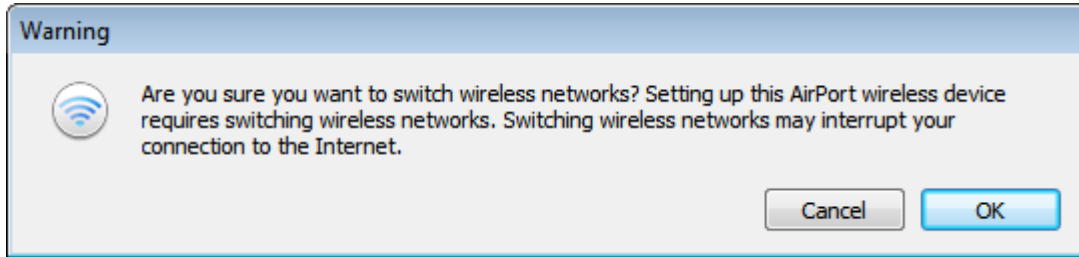 Warning
Are you sure you want to switch wireless networks? Setting up this AirPort wireless device
requires switching wireless networks. Switching wireless networks may interrupt your
connection to the Internet.
Cancel OK